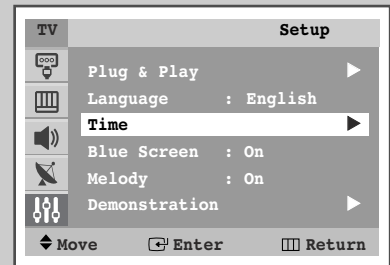 TV Setup
Plug & Play
Language : English
Time
Blue Screen : On
Melody : On
Demonstration
Move Enter Return